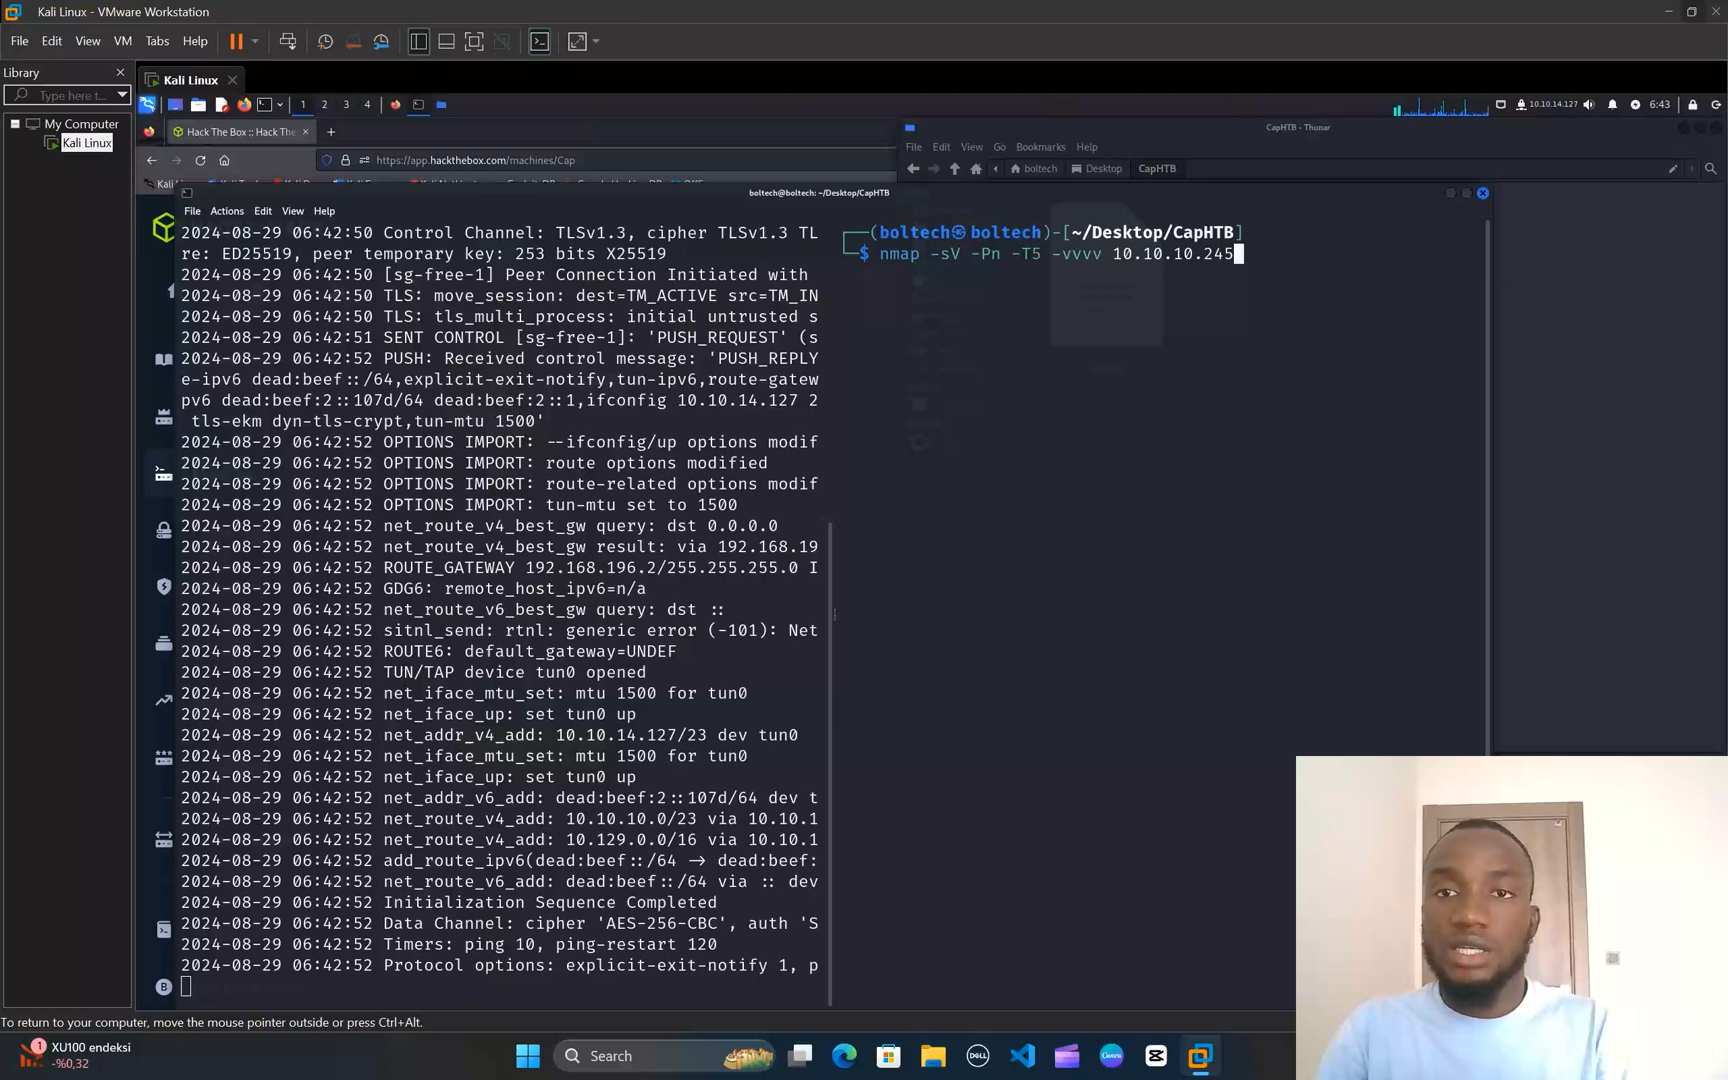 Kali Linux - VMware Workstation
File Edit View VM Tabs Help
Library
Type here t...
My Computer
Kali Linux
Kali Linux
1 2 3 4
10.10.14.127
6:43
Hack The Box :: Hack The
https://app.hackthebox.com/machines/Cap
CapHTB - Thunar
File Edit View Go Bookmarks Help
boltech Desktop CapHTB
boltech@boltech: ~/Desktop/CapHTB
File Actions Edit View Help
2024-08-29 06:42:50 Control Channel: TLSv1.3, cipher TLSv1.3 TL
re: ED25519, peer temporary key: 253 bits X25519
2024-08-29 06:42:50 [sg-free-1] Peer Connection Initiated with
2024-08-29 06:42:50 TLS: move_session: dest=TM_ACTIVE src=TM_IN
2024-08-29 06:42:50 TLS: tls_multi_process: initial untrusted s
2024-08-29 06:42:51 SENT CONTROL [sg-free-1]: 'PUSH_REQUEST' (s
2024-08-29 06:42:52 PUSH: Received control message: 'PUSH_REPLY
e-ipv6 dead:beef::/64,explicit-exit-notify,tun-ipv6,route-gatew
pv6 dead:beef:2::107d/64 dead:beef:2::1,ifconfig 10.10.14.127 2
tls-ekm dyn-tls-crypt,tun-mtu 1500'
2024-08-29 06:42:52 OPTIONS IMPORT: --ifconfig/up options modif
2024-08-29 06:42:52 OPTIONS IMPORT: route options modified
2024-08-29 06:42:52 OPTIONS IMPORT: route-related options modif
2024-08-29 06:42:52 OPTIONS IMPORT: tun-mtu set to 1500
2024-08-29 06:42:52 net_route_v4_best_gw query: dst 0.0.0.0
2024-08-29 06:42:52 net_route_v4_best_gw result: via 192.168.19
2024-08-29 06:42:52 ROUTE_GATEWAY 192.168.196.2/255.255.255.0 I
2024-08-29 06:42:52 GDG6: remote_host_ipv6=n/a
2024-08-29 06:42:52 net_route_v6_best_gw query: dst ::
2024-08-29 06:42:52 sitnl_send: rtnl: generic error (-101): Net
2024-08-29 06:42:52 ROUTE6: default_gateway=UNDEF
2024-08-29 06:42:52 TUN/TAP device tun0 opened
2024-08-29 06:42:52 net_iface_mtu_set: mtu 1500 for tun0
2024-08-29 06:42:52 net_iface_up: set tun0 up
2024-08-29 06:42:52 net_addr_v4_add: 10.10.14.127/23 dev tun0
2024-08-29 06:42:52 net_iface_mtu_set: mtu 1500 for tun0
2024-08-29 06:42:52 net_iface_up: set tun0 up
2024-08-29 06:42:52 net_addr_v6_add: dead:beef:2::107d/64 dev t
2024-08-29 06:42:52 net_route_v4_add: 10.10.10.0/23 via 10.10.1
2024-08-29 06:42:52 net_route_v4_add: 10.129.0.0/16 via 10.10.1
2024-08-29 06:42:52 add_route_ipv6(dead:beef::/64 -> dead:beef:
2024-08-29 06:42:52 net_route_v6_add: dead:beef::/64 via :: dev
2024-08-29 06:42:52 Initialization Sequence Completed
2024-08-29 06:42:52 Data Channel: cipher 'AES-256-CBC', auth 'S
2024-08-29 06:42:52 Timers: ping 10, ping-restart 120
2024-08-29 06:42:52 Protocol options: explicit-exit-notify 1, p
(boltech㉿boltech)-[~/Desktop/CapHTB]
$ nmap -sV -Pn -T5 -vvvv 10.10.10.245
B
To return to your computer, move the mouse pointer outside or press Ctrl+Alt.
1
XU100 endeksi
-%0,32
Search
DELL
Canva